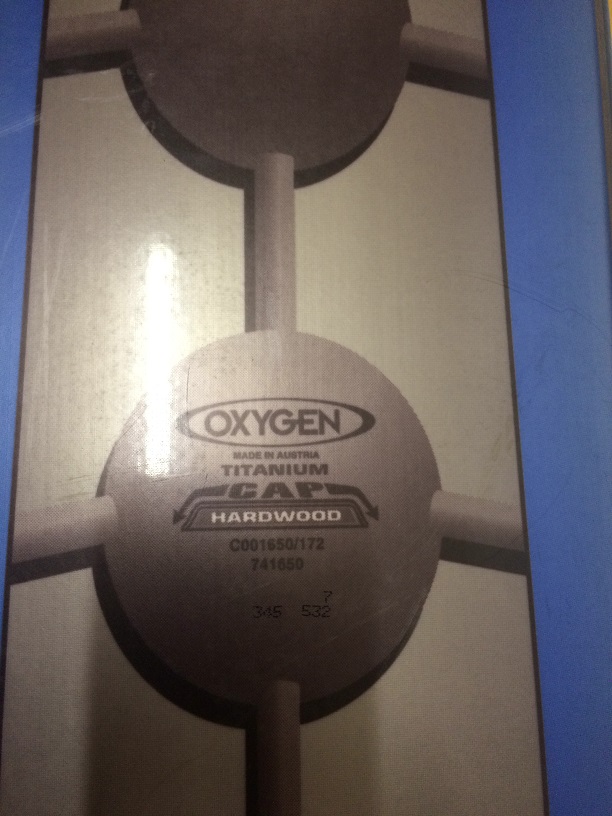 OXYGEN
MADE IN AUSTRIA
TITANIUM
CAP
HARDWOOD
C001650/172
741650
7
345 532